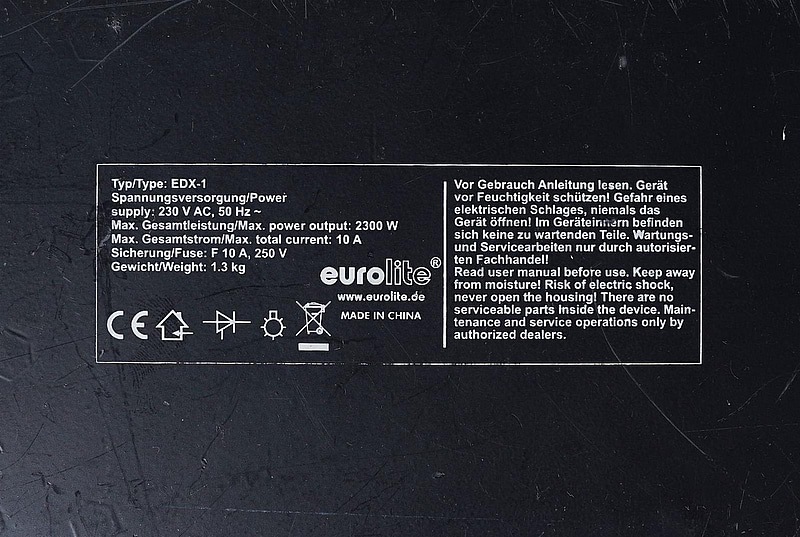 Typ/Type: EDX-1
Spannungsversorgung/Power
supply: 230 V AC, 50 Hz ~
Max. Gesamtleistung/Max. power output: 2300 W
Max. Gesamtstrom/Max. total current: 10 A
Sicherung/Fuse: F 10 A, 250 V
Gewicht/Weight: 1.3 kg
eurolite®
www.eurolite.de
MADE IN CHINA
CE
Vor Gebrauch Anleitung lesen. Gerät
vor Feuchtigkeit schützen! Gefahr eines
elektrischen Schlages, niemals das
Gerät öffnen! Im Geräteinnern befinden
sich keine zu wartenden Teile. Wartungs-
und Servicearbeiten nur durch autorisier-
ten Fachhandel!
Read user manual before use. Keep away
from moisture! Risk of electric shock,
never open the housing! There are no
serviceable parts Inside the device. Main-
tenance and service operations only by
authorized dealers.